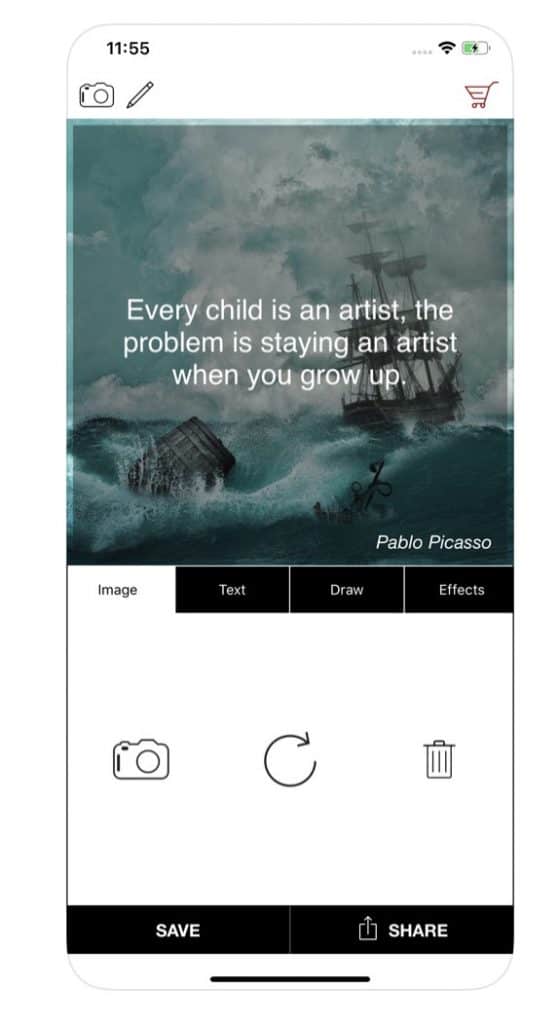 11:55
Every child is an artist, the
problem is staying an artist
when you grow up.
Pablo Picasso
Image
Text
Draw
Effects
SAVE
SHARE